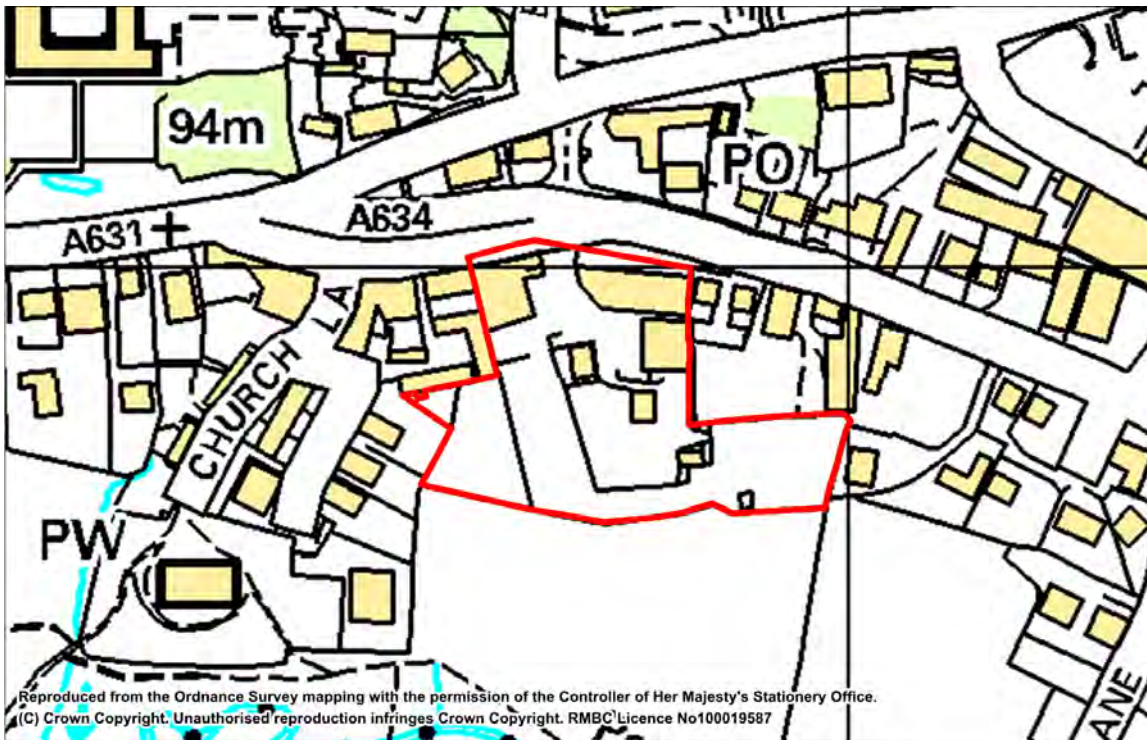 94m
PO
A634
A631
CHURCH LA
PW
ANE
Reproduced from the Ordnance Survey mapping with the permission of the Controller of Her Majesty's Stationery Office.
(C) Crown Copyright. Unauthorised reproduction infringes Crown Copyright. RMBC Licence No100019587